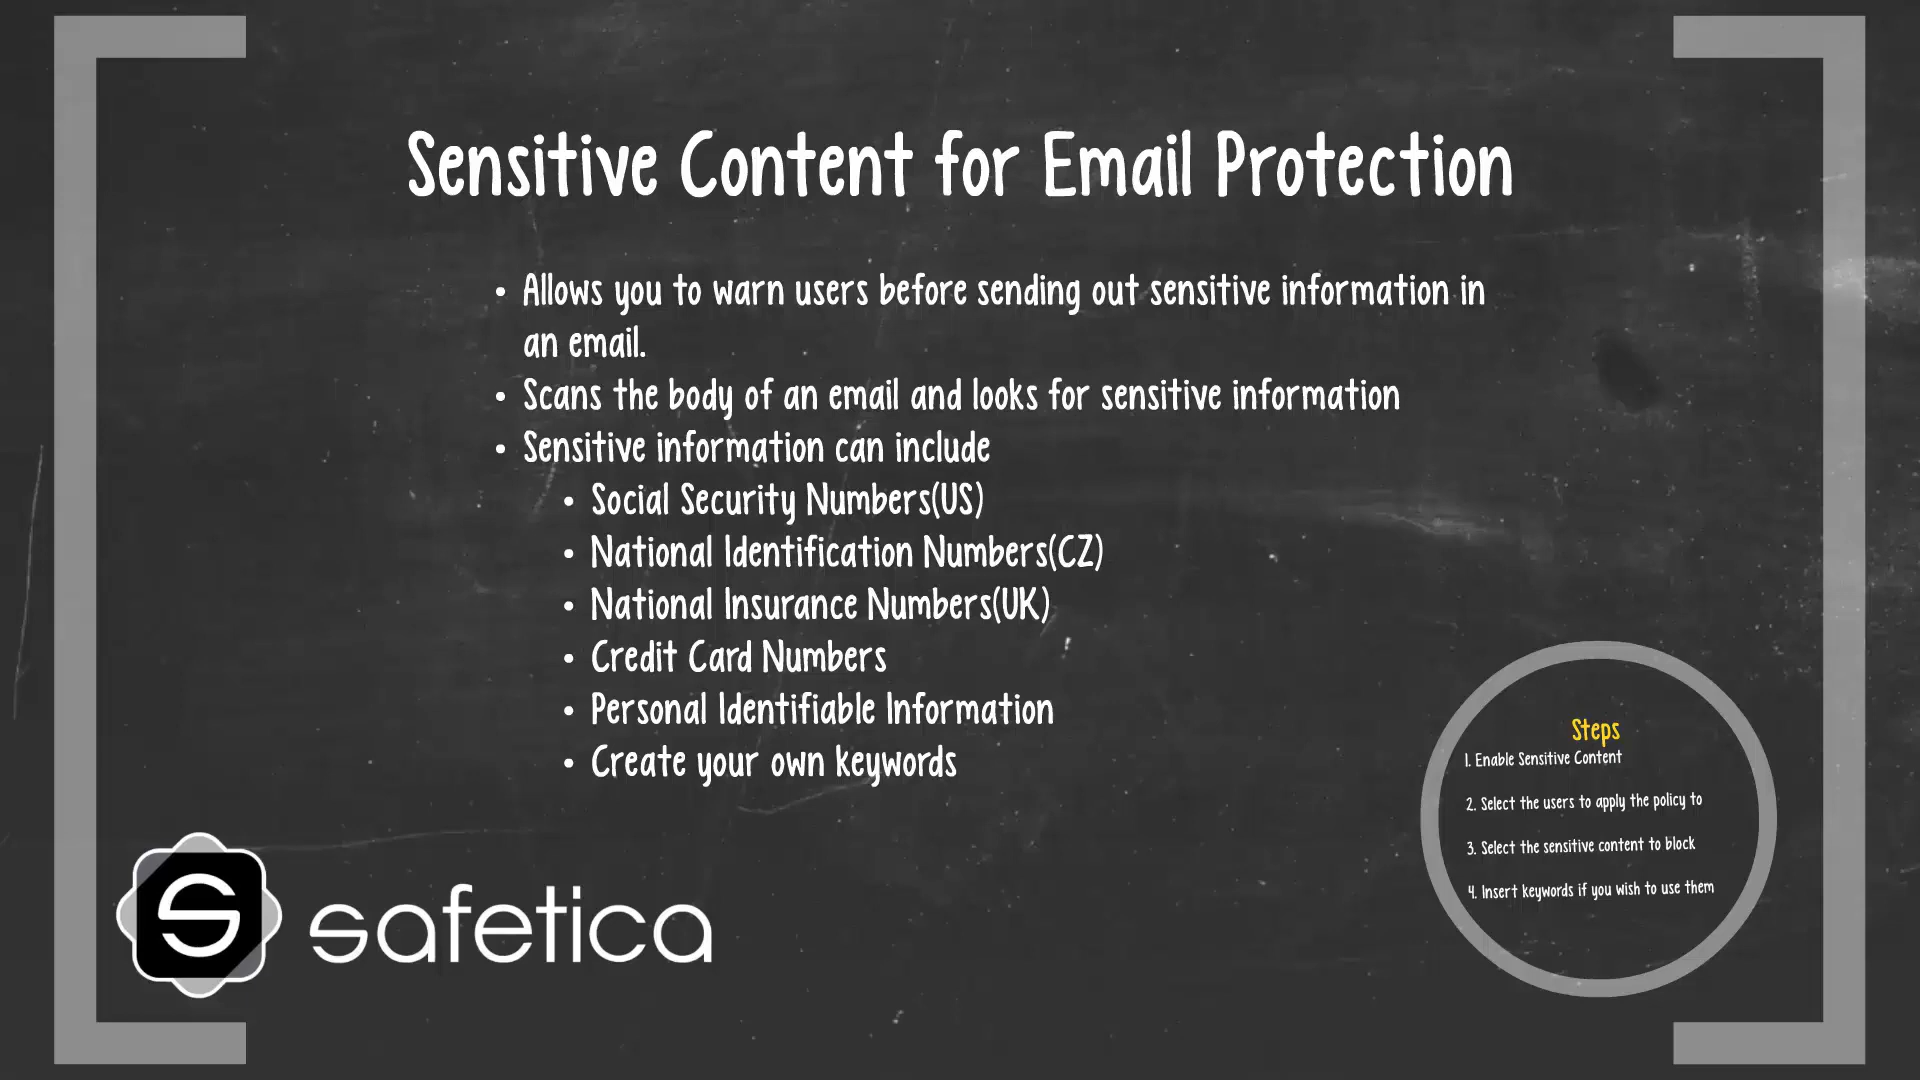 Sensitive Content for Email Protection
• Allows you to warn users before sending out sensitive information in
an email.
• Scans the body of an email and looks for sensitive information
• Sensitive information can include
• Social Security Numbers(US)
• National Identification Numbers(CZ)
• National Insurance Numbers(UK)
• Credit Card Numbers
• Personal Identifiable Information
• Create your own keywords
Steps
1. Enable Sensitive Content
2. Select the users to apply the policy to
3. Select the sensitive content to block
4. Insert keywords if you wish to use them
S safetica